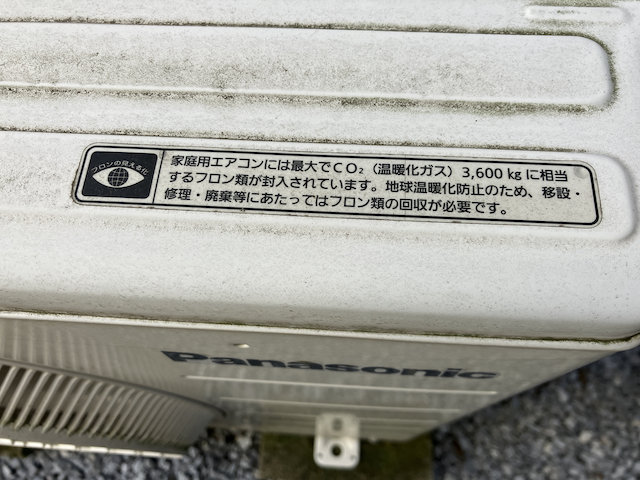 フロンの見える化
家庭用エアコンには最大でCO₂（温暖化ガス）3,600 kgに相当
するフロン類が封入されています。地球温暖化防止のため、移設・
修理・廃棄等にあたってはフロン類の回収が必要です。
Panasonic